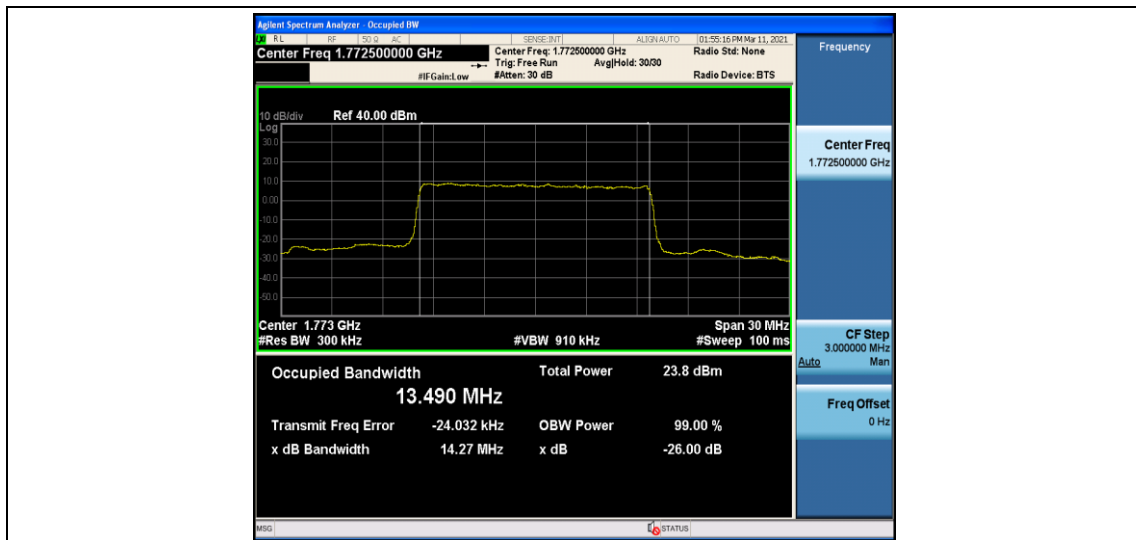 Agilent Spectrum Analyzer - Occupied BW
RL RF 50 Ω AC SENSE:INT ALIGN AUTO 01:55:16 PM Mar 11, 2021
Center Freq 1.772500000 GHz Center Freq: 1.772500000 GHz Radio Std: None
Trig: Free Run Avg|Hold: 30/30
#IFGain:Low #Atten: 30 dB Radio Device: BTS
Frequency
10 dB/div Ref 40.00 dBm
Log
30.0
20.0
10.0
0.00
-10.0
-20.0
-30.0
-40.0
-50.0
Center 1.773 GHz Span 30 MHz
#Res BW 300 kHz #VBW 910 kHz #Sweep 100 ms
Center Freq
1.772500000 GHz
CF Step
3.000000 MHz
Auto Man
Freq Offset
0 Hz
Occupied Bandwidth Total Power 23.8 dBm
13.490 MHz
Transmit Freq Error -24.032 kHz OBW Power 99.00 %
x dB Bandwidth 14.27 MHz x dB -26.00 dB
MSG STATUS